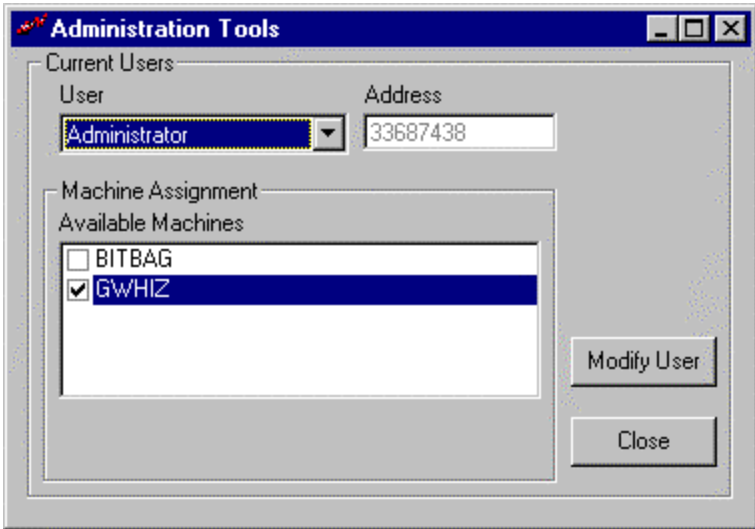 Administration Tools
Current Users
User Address
Administrator 33687438
Machine Assignment
Available Machines
BITBAG
GWHIZ
Modify User
Close